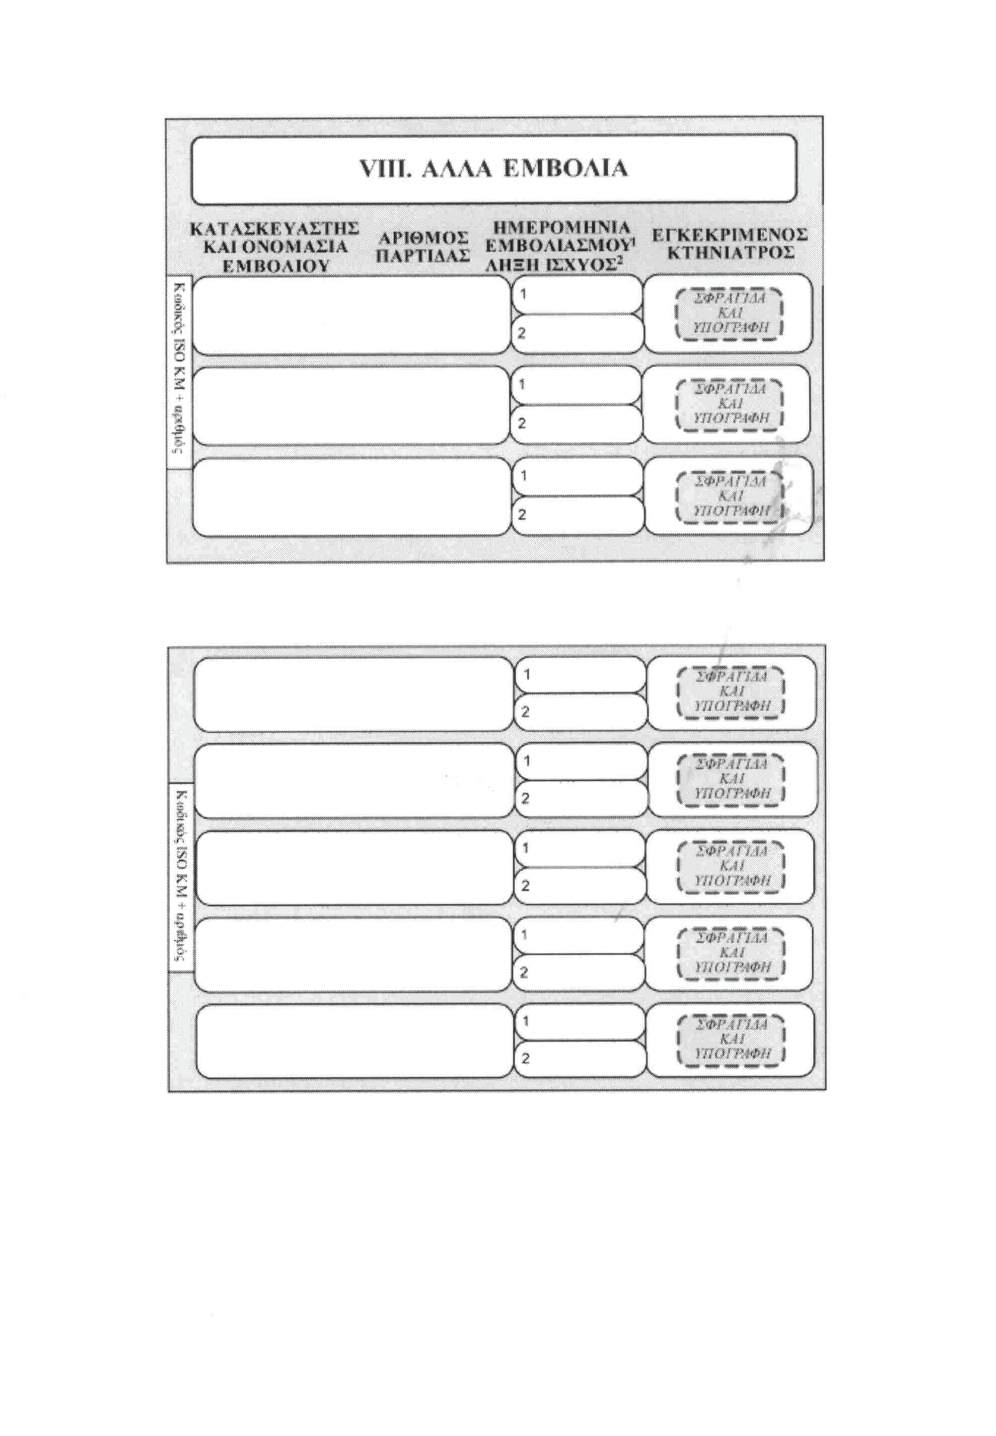 VIII. ΑΛΛΑ ΕΜΒΟΛΙΑ
ΚΑΤΑΣΚΕΥΑΣΤΗΣ
ΚΑΙ ΟΝΟΜΑΣΙΑ
ΕΜΒΟΛΙΟΥ
ΑΡΙΘΜΟΣ
ΠΑΡΤΙΔΑΣ
ΗΜΕΡΟΜΗΝΙΑ
ΕΜΒΟΛΙΑΣΜΟΥ1
ΛΗΞΗ ΙΣΧΥΟΣ2
ΕΓΚΕΚΡΙΜΕΝΟΣ
ΚΤΗΝΙΑΤΡΟΣ
Κωδικός ISO KM + αριθμός
1
2
ΣΦΡΑΓΙΔΑ
ΚΑΙ
ΥΠΟΓΡΑΦΗ
1
2
ΣΦΡΑΓΙΔΑ
ΚΑΙ
ΥΠΟΓΡΑΦΗ
1
2
ΣΦΡΑΓΙΔΑ
ΚΑΙ
ΥΠΟΓΡΑΦΗ
Κωδικός ISO KM + αριθμός
1
2
ΣΦΡΑΓΙΔΑ
ΚΑΙ
ΥΠΟΓΡΑΦΗ
1
2
ΣΦΡΑΓΙΔΑ
ΚΑΙ
ΥΠΟΓΡΑΦΗ
1
2
ΣΦΡΑΓΙΔΑ
ΚΑΙ
ΥΠΟΓΡΑΦΗ
1
2
ΣΦΡΑΓΙΔΑ
ΚΑΙ
ΥΠΟΓΡΑΦΗ
1
2
ΣΦΡΑΓΙΔΑ
ΚΑΙ
ΥΠΟΓΡΑΦΗ